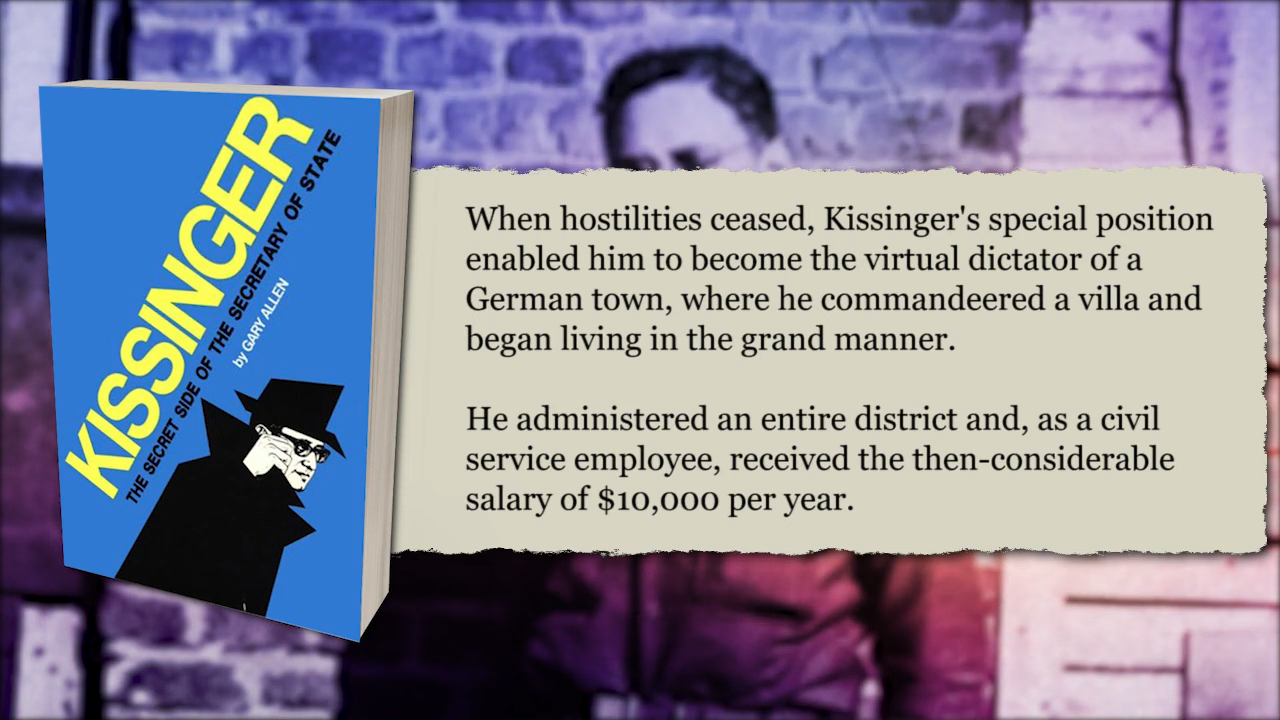 KISSINGER
THE SECRET SIDE OF THE SECRETARY OF STATE
by GARY ALLEN
When hostilities ceased, Kissinger's special position
enabled him to become the virtual dictator of a
German town, where he commandeered a villa and
began living in the grand manner.
He administered an entire district and, as a civil
service employee, received the then-considerable
salary of $10,000 per year.